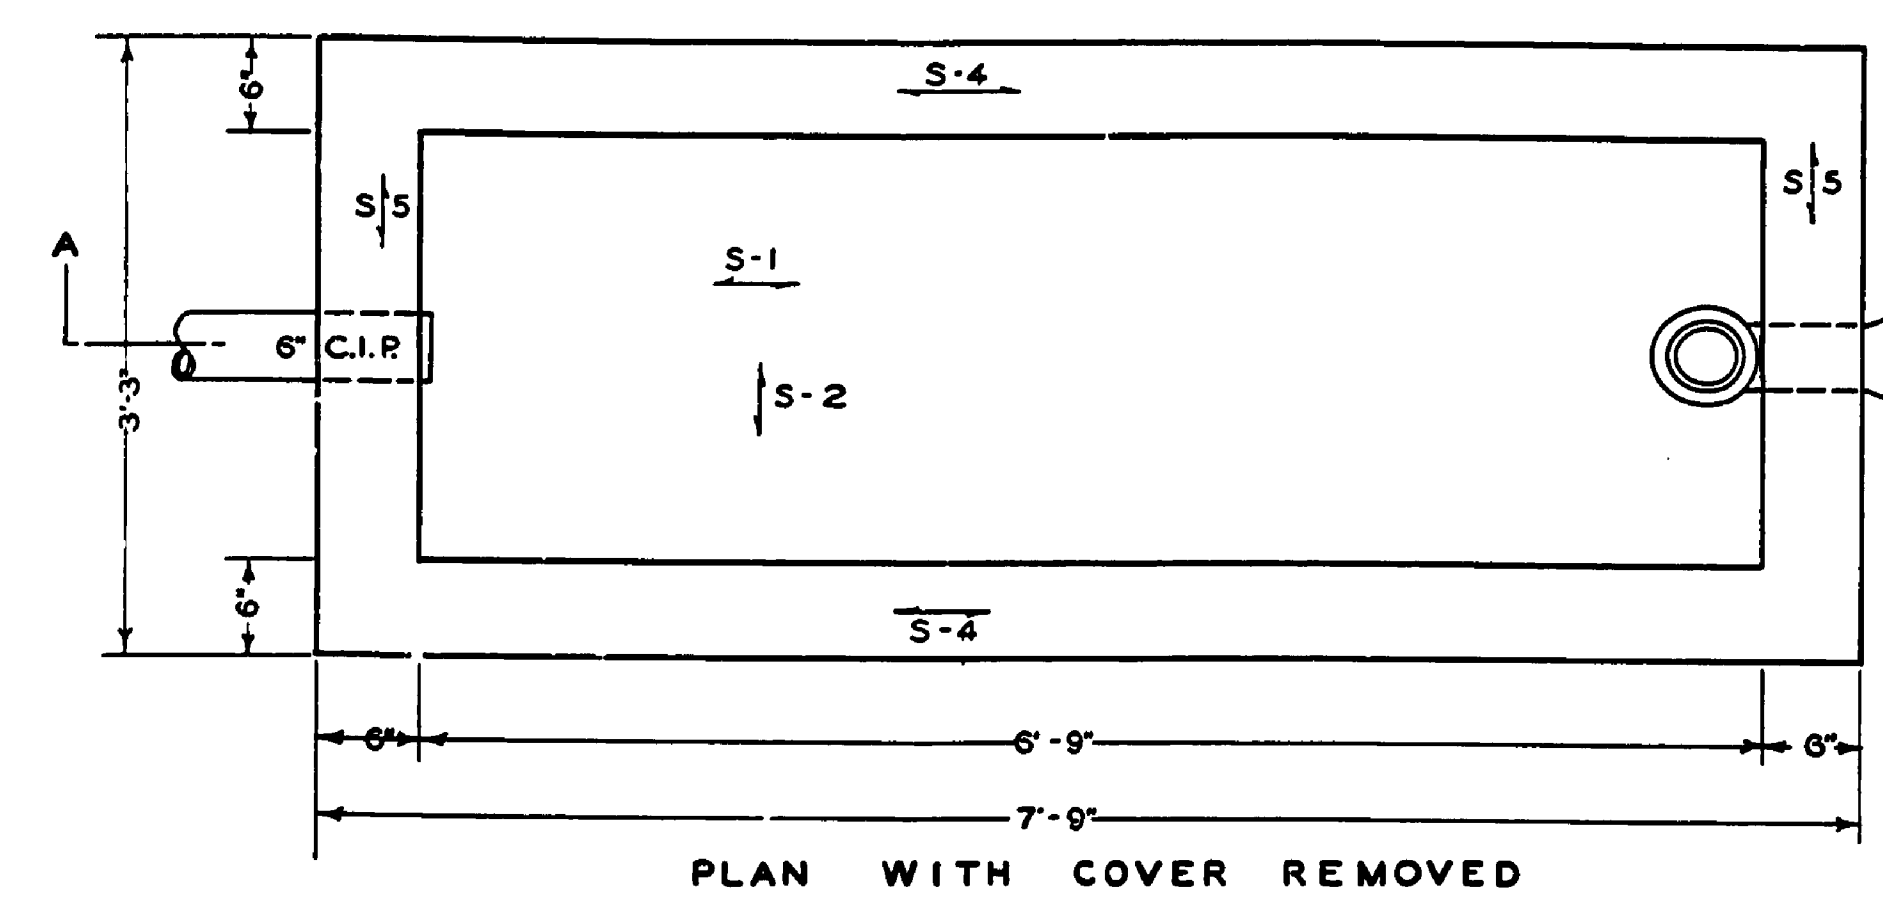 S-4
6"
S 5
S 5
A
S-1
6" C.I.P.
3'-3"
S-2
6"
S-4
6"
6'-9"
6"
7'-9"
PLAN WITH COVER REMOVED